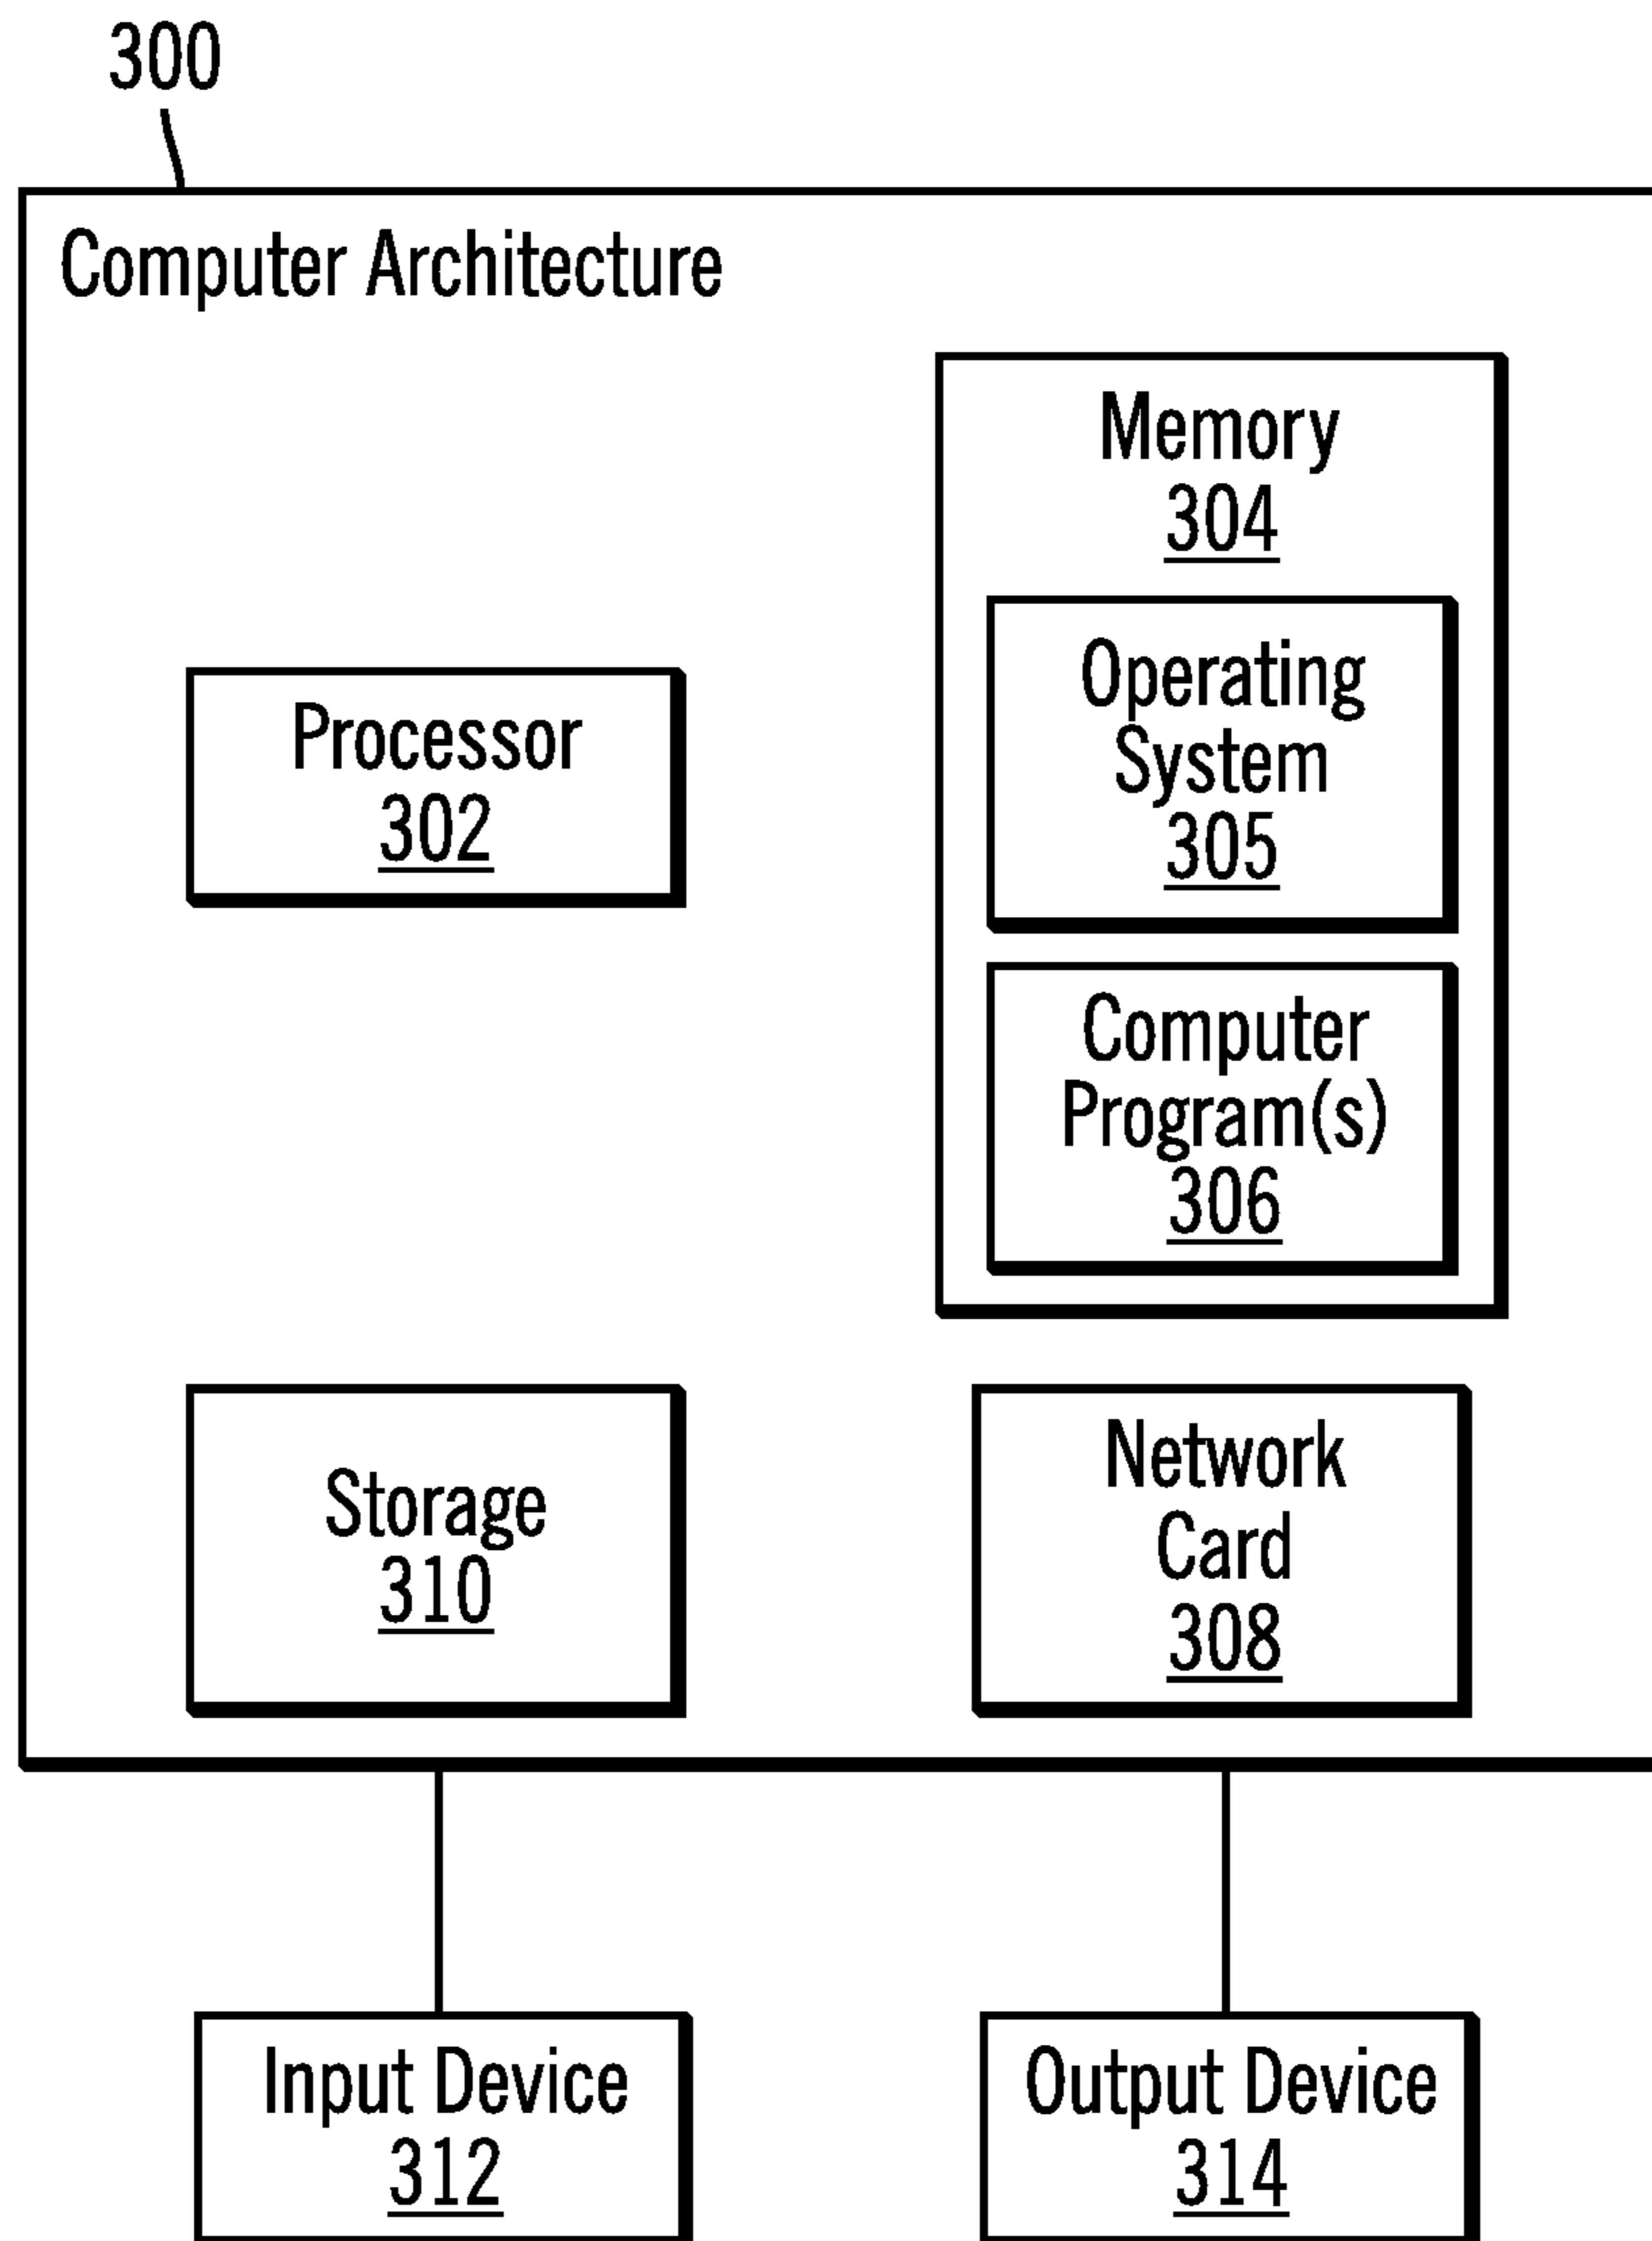 300
Computer Architecture
Memory
304
Operating
System
305
Processor
302
Computer
Program(s)
306
Storage
310
Network
Card
308
Input Device
312
Output Device
314